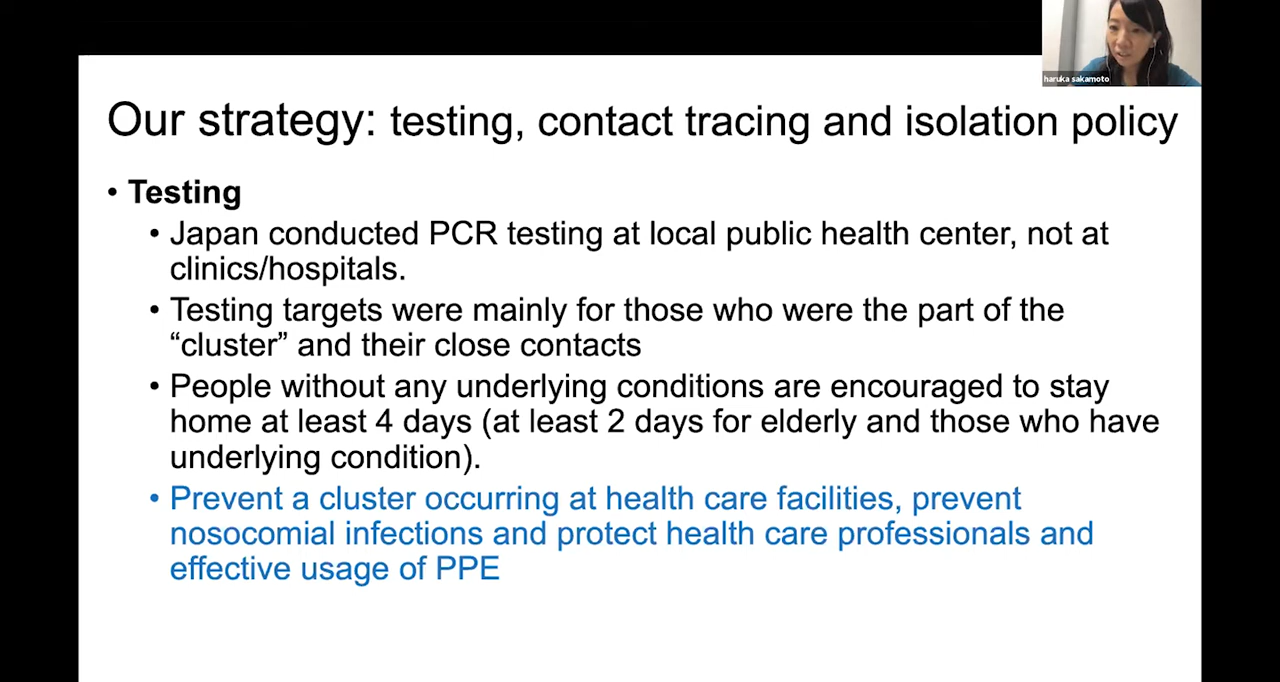 haruka sakamoto
Our strategy: testing, contact tracing and isolation policy
• Testing
• Japan conducted PCR testing at local public health center, not at
clinics/hospitals.
• Testing targets were mainly for those who were the part of the
“cluster” and their close contacts
• People without any underlying conditions are encouraged to stay
home at least 4 days (at least 2 days for elderly and those who have
underlying condition).
• Prevent a cluster occurring at health care facilities, prevent
nosocomial infections and protect health care professionals and
effective usage of PPE